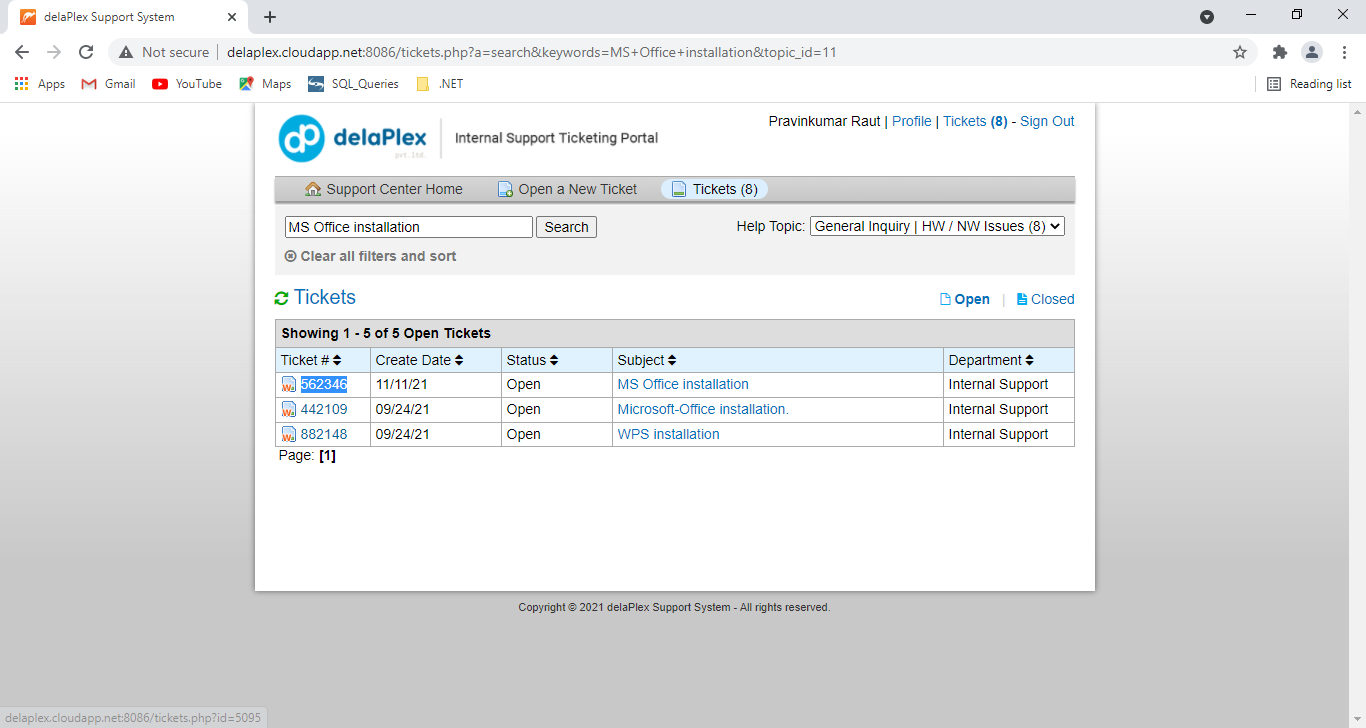 delaPlex Support System
Not secure | delaplex.cloudapp.net:8086/tickets.php?a=search&keywords=MS+Office+installation&topic_id=11
Apps Gmail YouTube Maps SQL_Queries .NET Reading list
dp delaPlex pvt. ltd. Internal Support Ticketing Portal
Pravinkumar Raut | Profile | Tickets (8) - Sign Out
Support Center Home Open a New Ticket Tickets (8)
MS Office installation Search Help Topic: General Inquiry | HW / NW Issues (8)
Clear all filters and sort
Tickets Open | Closed
Showing 1 - 5 of 5 Open Tickets
Ticket # Create Date Status Subject Department
562346 11/11/21 Open MS Office installation Internal Support
442109 09/24/21 Open Microsoft-Office installation. Internal Support
882148 09/24/21 Open WPS installation Internal Support
Page: [1]
Copyright © 2021 delaPlex Support System - All rights reserved.
delaplex.cloudapp.net:8086/tickets.php?id=5095